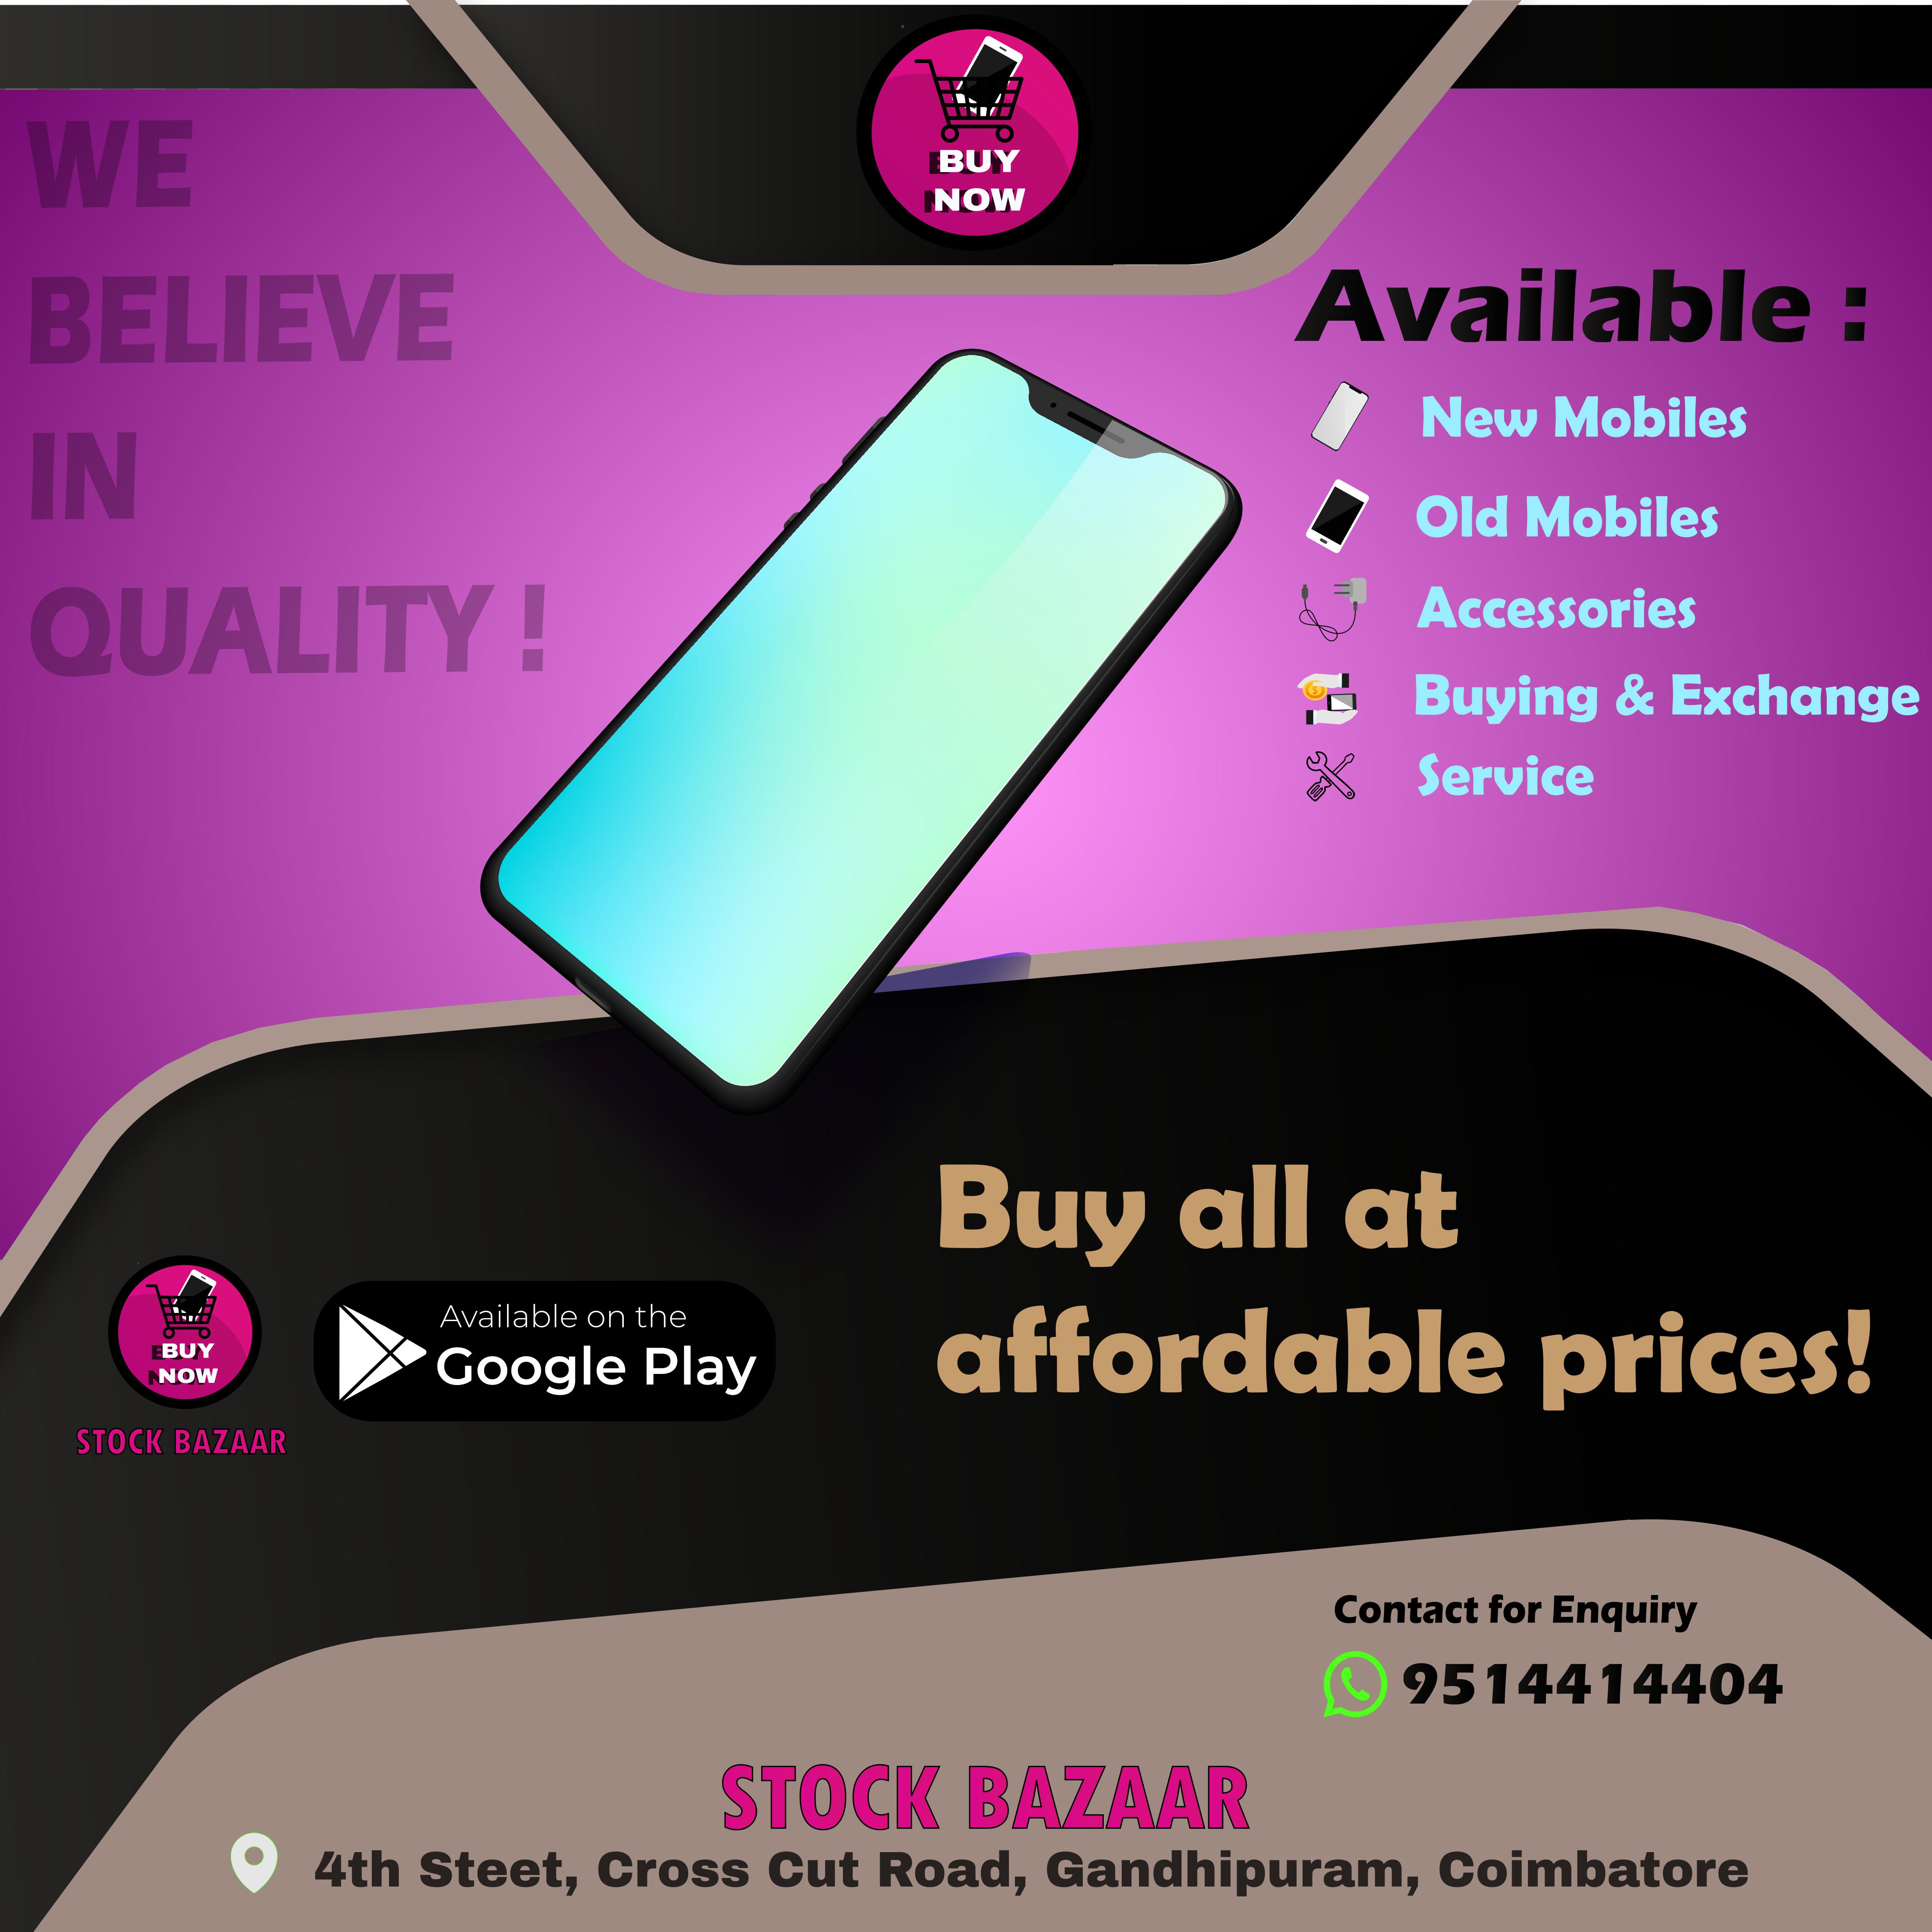 BUY
NOW
WE
BELIEVE
IN
QUALITY !
Available :
New Mobiles
Old Mobiles
Accessories
Buying & Exchange
Service
Buy all at
affordable prices!
BUY
NOW
STOCK BAZAAR
Available on the
Google Play
Contact for Enquiry
9514414404
STOCK BAZAAR
4th Steet, Cross Cut Road, Gandhipuram, Coimbatore